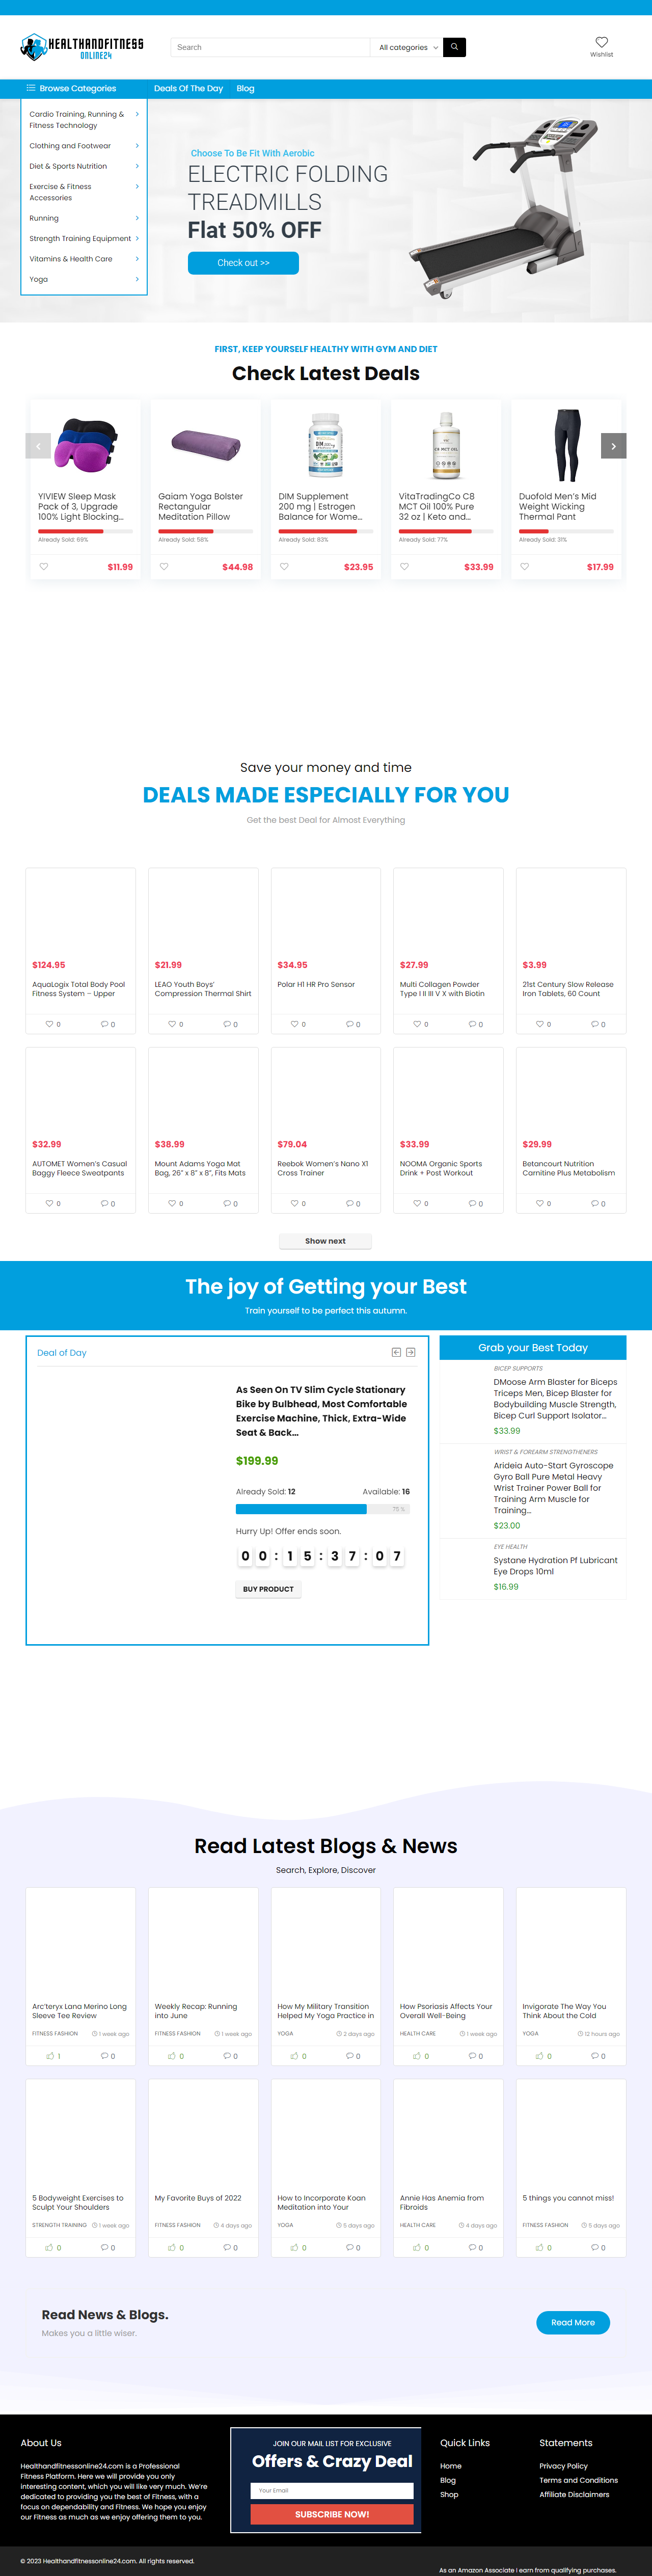 HEALTHANDFITNESS
ONLINE24
Search
All categories
Wishlist
Browse Categories
Deals Of The Day
Blog
Cardio Training, Running &
Fitness Technology
Clothing and Footwear
Diet & Sports Nutrition
Exercise & Fitness
Accessories
Running
Strength Training Equipment
Vitamins & Health Care
Yoga
Choose To Be Fit With Aerobic
ELECTRIC FOLDING
TREADMILLS
Flat 50% OFF
Check out >>
FIRST, KEEP YOURSELF HEALTHY WITH GYM AND DIET
Check Latest Deals
YIVIEW Sleep Mask
Pack of 3, Upgrade
100% Light Blocking...
Already Sold: 69%
$11.99
Gaiam Yoga Bolster
Rectangular
Meditation Pillow
Already Sold: 58%
$44.98
DIM Supplement
200 mg | Estrogen
Balance for Wome...
Already Sold: 83%
$23.95
VitaTradingCo C8
MCT Oil 100% Pure
32 oz | Keto and...
Already Sold: 77%
$33.99
Duofold Men's Mid
Weight Wicking
Thermal Pant
Already Sold: 31%
$17.99
Save your money and time
DEALS MADE ESPECIALLY FOR YOU
Get the best Deal for Almost Everything
$124.95
AquaLogix Total Body Pool
Fitness System – Upper
0 0
$21.99
LEAO Youth Boys'
Compression Thermal Shirt
0 0
$34.95
Polar H1 HR Pro Sensor
0 0
$27.99
Multi Collagen Powder
Type I II III V X with Biotin
0 0
$3.99
21st Century Slow Release
Iron Tablets, 60 Count
0 0
$32.99
AUTOMET Women's Casual
Baggy Fleece Sweatpants
0 0
$38.99
Mount Adams Yoga Mat
Bag, 26" x 8" x 8", Fits Mats
0 0
$79.04
Reebok Women's Nano X1
Cross Trainer
0 0
$33.99
NOOMA Organic Sports
Drink + Post Workout
0 0
$29.99
Betancourt Nutrition
Carnitine Plus Metabolism
0 0
Show next
The joy of Getting your Best
Train yourself to be perfect this autumn.
Deal of Day
As Seen On TV Slim Cycle Stationary
Bike by Bulbhead, Most Comfortable
Exercise Machine, Thick, Extra-Wide
Seat & Back...
$199.99
Already Sold: 12
Available: 16
75 %
Hurry Up! Offer ends soon.
00:15:37:07
BUY PRODUCT
Grab your Best Today
BICEP SUPPORTS
DMoose Arm Blaster for Biceps
Triceps Men, Bicep Blaster for
Bodybuilding Muscle Strength,
Bicep Curl Support Isolator...
$33.99
WRIST & FOREARM STRENGTHENERS
Arideia Auto-Start Gyroscope
Gyro Ball Pure Metal Heavy
Wrist Trainer Power Ball for
Training Arm Muscle for
Training...
$23.00
EYE HEALTH
Systane Hydration Pf Lubricant
Eye Drops 10ml
$16.99
Read Latest Blogs & News
Search, Explore, Discover
Arc'teryx Lana Merino Long
Sleeve Tee Review
FITNESS FASHION 1 week ago
1 0
Weekly Recap: Running
into June
FITNESS FASHION 1 week ago
0 0
How My Military Transition
Helped My Yoga Practice in
YOGA 2 days ago
0 0
How Psoriasis Affects Your
Overall Well-Being
HEALTH CARE 1 week ago
0 0
Invigorate The Way You
Think About the Cold
YOGA 12 hours ago
0 0
5 Bodyweight Exercises to
Sculpt Your Shoulders
STRENGTH TRAINING 1 week ago
0 0
My Favorite Buys of 2022
FITNESS FASHION 4 days ago
0 0
How to Incorporate Koan
Meditation into Your
YOGA 5 days ago
0 0
Annie Has Anemia from
Fibroids
HEALTH CARE 4 days ago
0 0
5 things you cannot miss!
FITNESS FASHION 5 days ago
0 0
Read News & Blogs.
Makes you a little wiser.
Read More
About Us
Healthandfitnessonline24.com is a Professional
Fitness Platform. Here we will provide you only
interesting content, which you will like very much. We're
dedicated to providing you the best of Fitness, with a
focus on dependability and Fitness. We hope you enjoy
our Fitness as much as we enjoy offering them to you.
JOIN OUR MAIL LIST FOR EXCLUSIVE
Offers & Crazy Deal
Your Email
SUBSCRIBE NOW!
Quick Links
Home
Blog
Shop
Statements
Privacy Policy
Terms and Conditions
Affiliate Disclaimers
© 2023 Healthandfitnessonline24.com. All rights reserved.
As an Amazon Associate I earn from qualifying purchases.